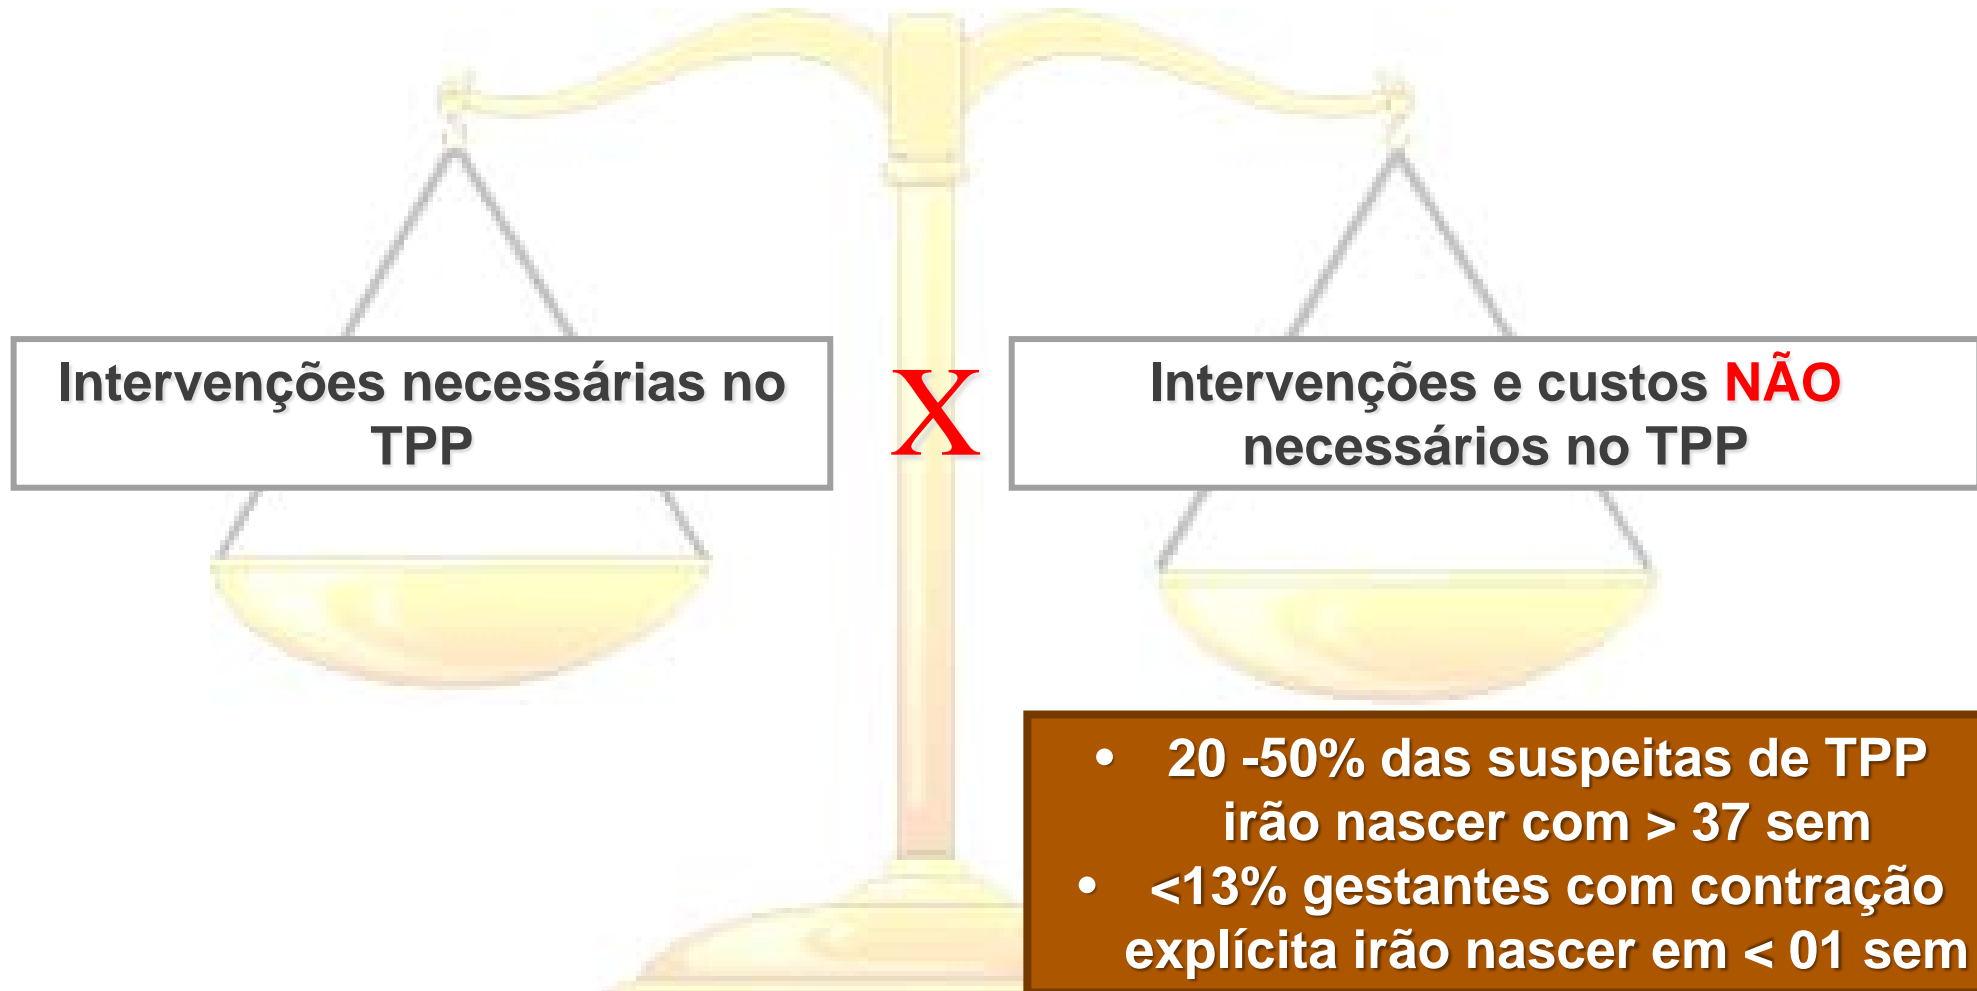 Intervenções necessárias no
TPP
X
Intervenções e custos NÃO
necessários no TPP
• 20 -50% das suspeitas de TPP
irão nascer com > 37 sem
• <13% gestantes com contração
explícita irão nascer em < 01 sem